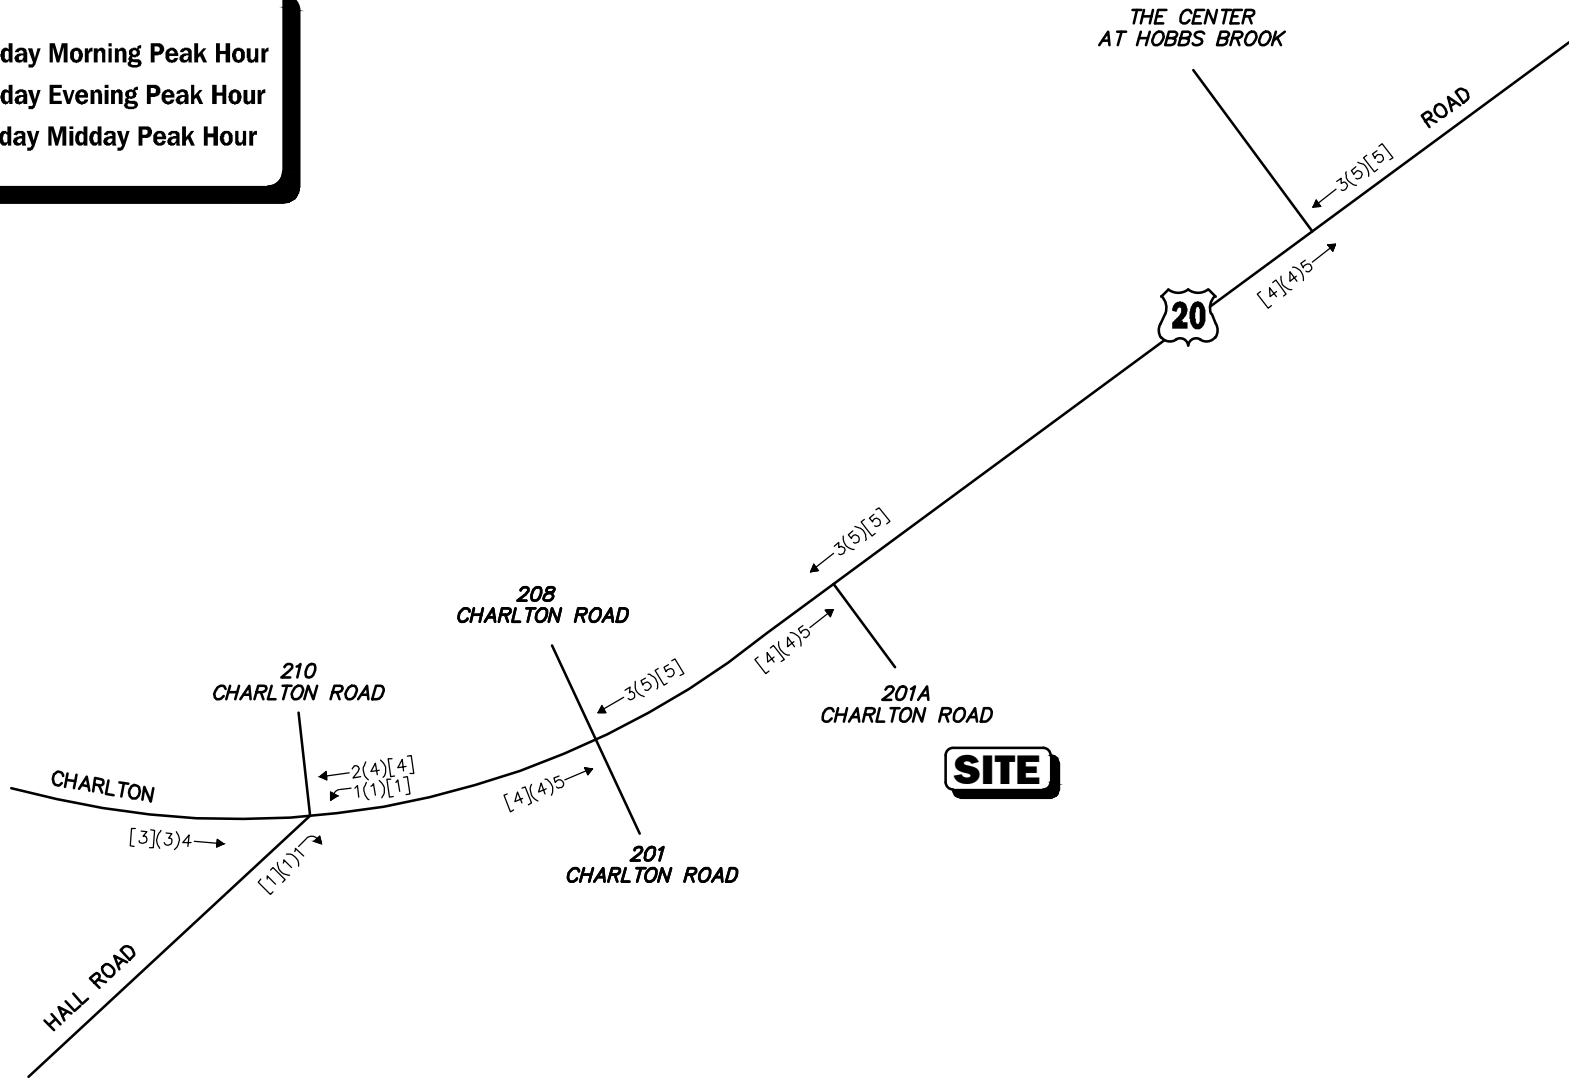 day Morning Peak Hour
day Evening Peak Hour
day Midday Peak Hour
THE CENTER
AT HOBBS BROOK
ROAD
3(5)[5]
[4](4)5
20
3(5)[5]
[4](4)5
208
CHARLTON ROAD
3(5)[5]
[4](4)5
201A
CHARLTON ROAD
SITE
210
CHARLTON ROAD
2(4)[4]
1(1)[1]
CHARLTON
[3](3)4
[1](1)1
201
CHARLTON ROAD
HALL ROAD